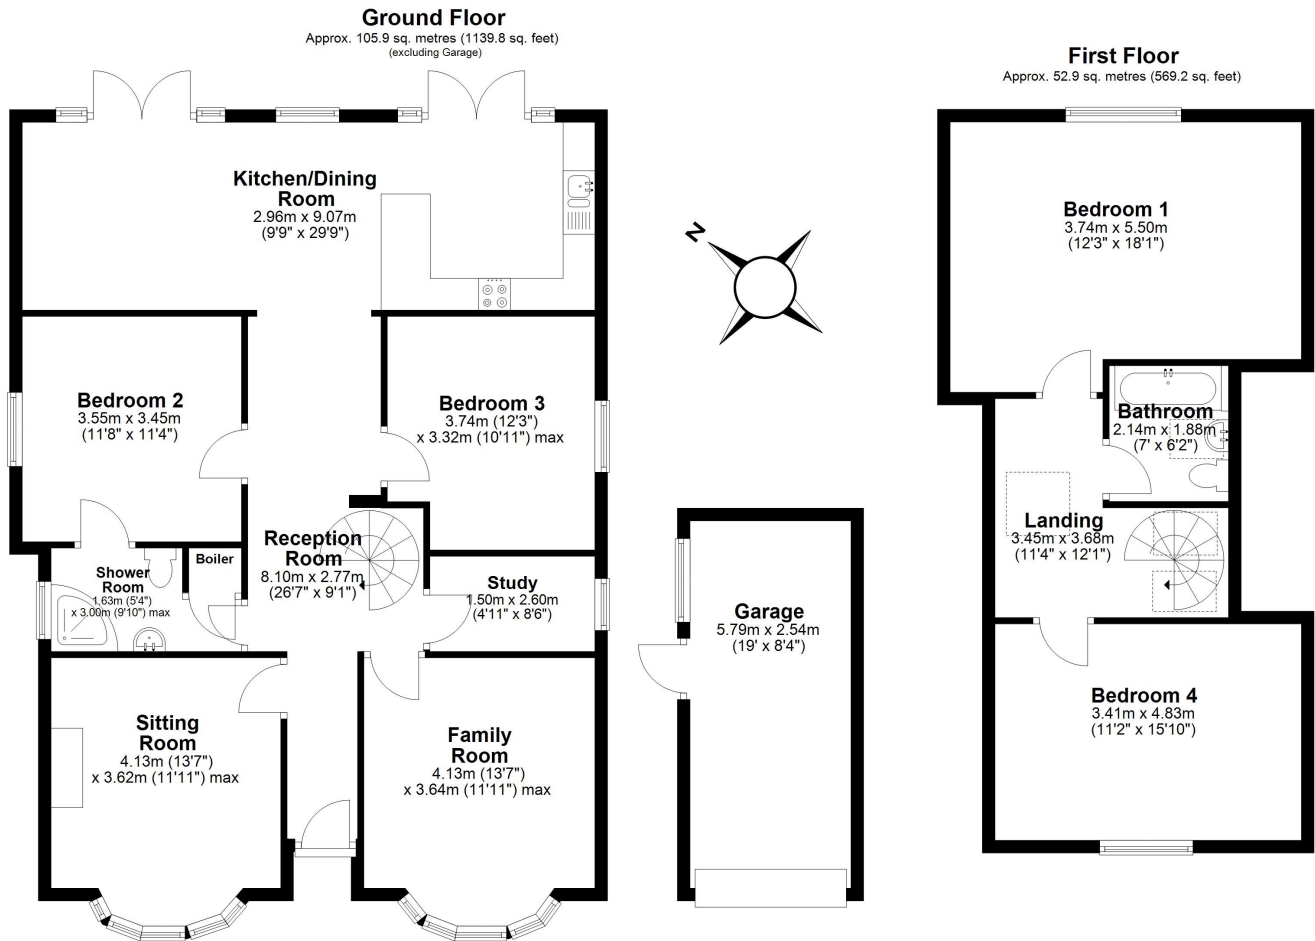 Ground Floor
Approx. 105.9 sq. metres (1139.8 sq. feet)
(excluding Garage)
Kitchen/Dining
Room
2.96m x 9.07m
(9'9" x 29'9")
Bedroom 2
3.55m x 3.45m
(11'8" x 11'4")
Bedroom 3
3.74m (12'3")
x 3.32m (10'11") max
Reception
Room
8.10m x 2.77m
(26'7" x 9'1")
Boiler
Shower
Room
1.63m (5'4")
x 3.00m (9'10") max
Study
1.50m x 2.60m
(4'11" x 8'6")
Sitting
Room
4.13m (13'7")
x 3.62m (11'11") max
Family
Room
4.13m (13'7")
x 3.64m (11'11") max
N
Garage
5.79m x 2.54m
(19' x 8'4")
First Floor
Approx. 52.9 sq. metres (569.2 sq. feet)
Bedroom 1
3.74m x 5.50m
(12'3" x 18'1")
Bathroom
2.14m x 1.88m
(7' x 6'2")
Landing
3.45m x 3.68m
(11'4" x 12'1")
Bedroom 4
3.41m x 4.83m
(11'2" x 15'10")